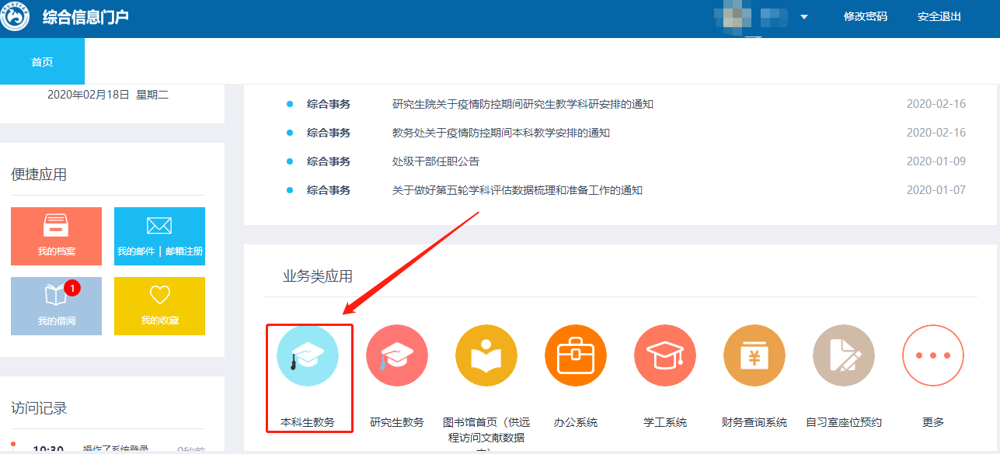 综合信息门户
修改密码
安全退出
首页
2020年02月18日 星期二
综合事务 研究生院关于疫情防控期间研究生教学科研安排的通知 2020-02-16
综合事务 教务处关于疫情防控期间本科教学安排的通知 2020-02-16
综合事务 处级干部任职公告 2020-01-09
综合事务 关于做好第五轮学科评估数据梳理和准备工作的通知 2020-01-07
便捷应用
我的档案
我的邮件 | 邮箱注册
1
我的借阅
我的收藏
访问记录
10:30 操作了系统登录 0秒前
业务类应用
本科生教务
研究生教务
图书馆首页（供远
程访问文献数据
办公系统
学工系统
财务查询系统
自习室座位预约
更多